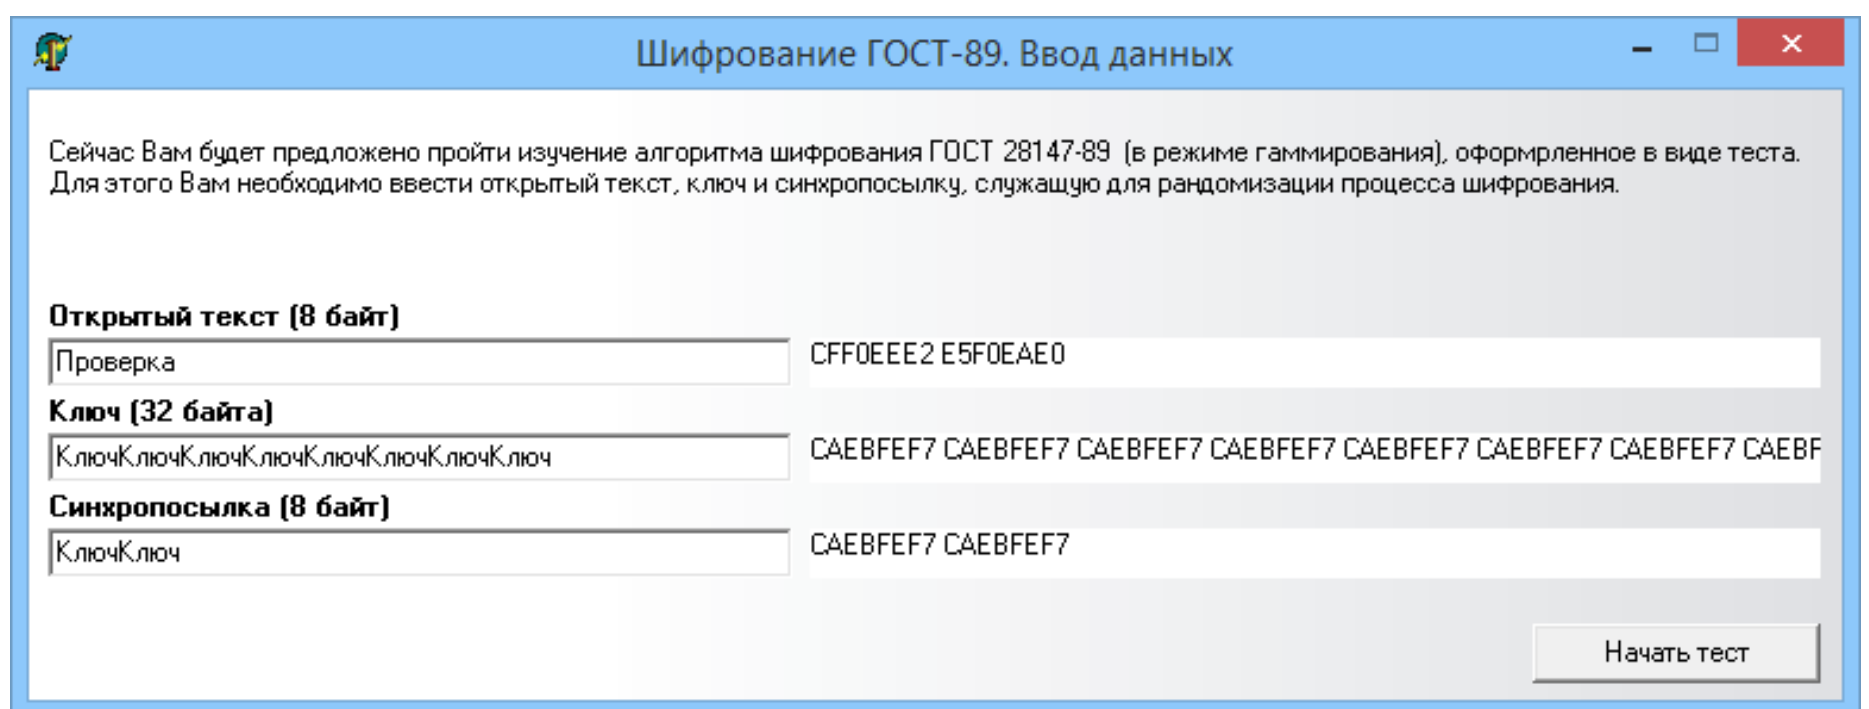 Шифрование ГОСТ-89. Ввод данных
Сейчас Вам будет предложено пройти изучение алгоритма шифрования ГОСТ 28147-89 (в режиме гаммирования), оформрленное в виде теста.
Для этого Вам необходимо ввести открытый текст, ключ и синхропосылку, служащую для рандомизации процесса шифрования.
Открытый текст (8 байт)
Проверка CFF0EEE2 E5F0EAE0
Ключ (32 байта)
КлючКлючКлючКлючКлючКлючКлючКлюч CAEBFEF7 CAEBFEF7 CAEBFEF7 CAEBFEF7 CAEBFEF7 CAEBFEF7 CAEBFEF7 CAEBF
Синхропосылка (8 байт)
КлючКлюч CAEBFEF7 CAEBFEF7
Начать тест